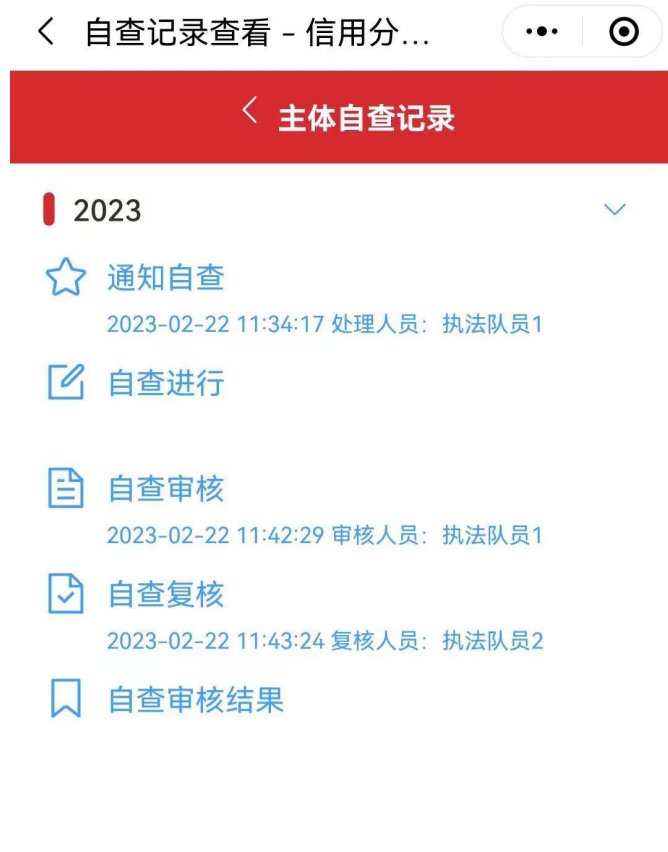 自查记录查看 - 信用分...
主体自查记录
2023
通知自查
2023-02-22 11:34:17 处理人员：执法队员1
自查进行
自查审核
2023-02-22 11:42:29 审核人员：执法队员1
自查复核
2023-02-22 11:43:24 复核人员：执法队员2
自查审核结果